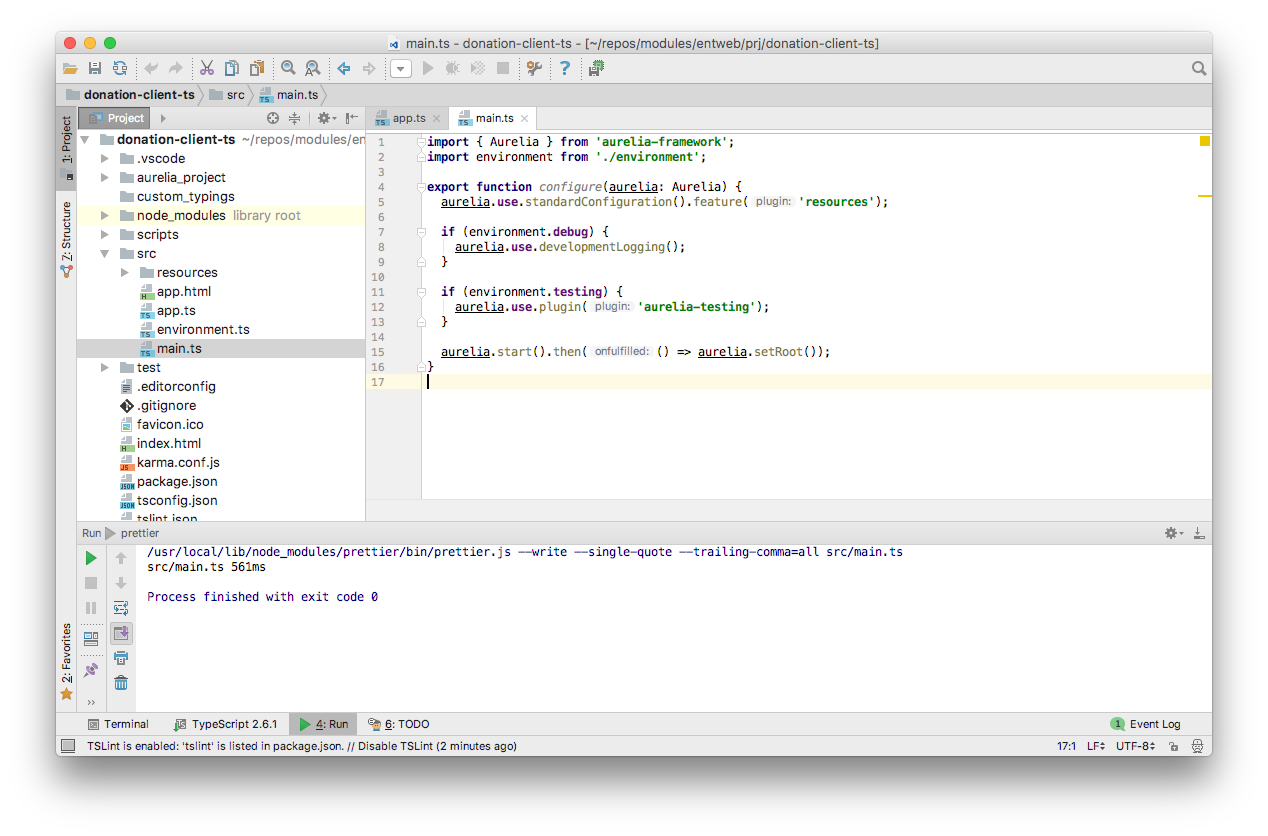 main.ts - donation-client-ts - [~/repos/modules/entweb/prj/donation-client-ts]
donation-client-ts src main.ts
1: Project
Z: Structure
2: Favorites
Project
donation-client-ts ~/repos/modules/en
.vscode
aurelia_project
custom_typings
node_modules library root
scripts
src
resources
app.html
app.ts
environment.ts
main.ts
test
.editorconfig
.gitignore
favicon.ico
index.html
karma.conf.js
package.json
tsconfig.json
tslint.json
app.ts main.ts
1 import { Aurelia } from 'aurelia-framework';
2 import environment from './environment';
3
4 export function configure(aurelia: Aurelia) {
5 aurelia.use.standardConfiguration().feature( plugin: 'resources');
6
7 if (environment.debug) {
8 aurelia.use.developmentLogging();
9 }
10
11 if (environment.testing) {
12 aurelia.use.plugin( plugin: 'aurelia-testing');
13 }
14
15 aurelia.start().then( onfulfilled: () => aurelia.setRoot());
16 }
17
Run prettier
/usr/local/lib/node_modules/prettier/bin/prettier.js --write --single-quote --trailing-comma=all src/main.ts
src/main.ts 561ms
Process finished with exit code 0
Terminal TypeScript 2.6.1 4: Run 6: TODO 1 Event Log
TSLint is enabled: 'tslint' is listed in package.json. // Disable TSLint (2 minutes ago) 17:1 LF UTF-8